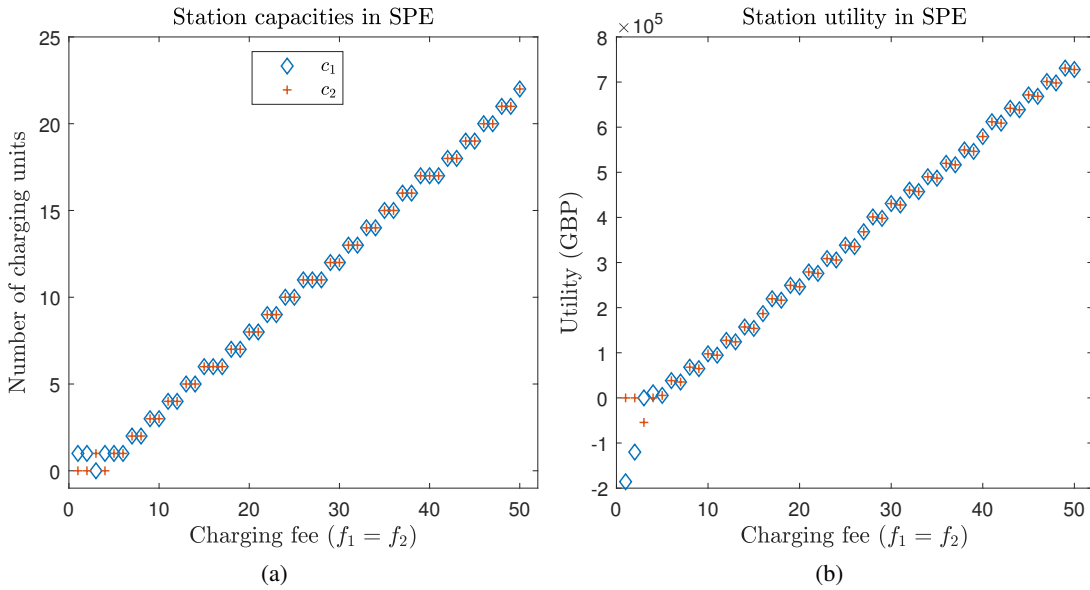 Station capacities in SPE
25
20
15
10
5
0
0 10 20 30 40 50
Number of charging units
Charging fee (f₁ = f₂)
c₁
c₂
(a)
Station utility in SPE
×10⁵
8
7
6
5
4
3
2
1
0
-1
-2
0 10 20 30 40 50
Utility (GBP)
Charging fee (f₁ = f₂)
(b)